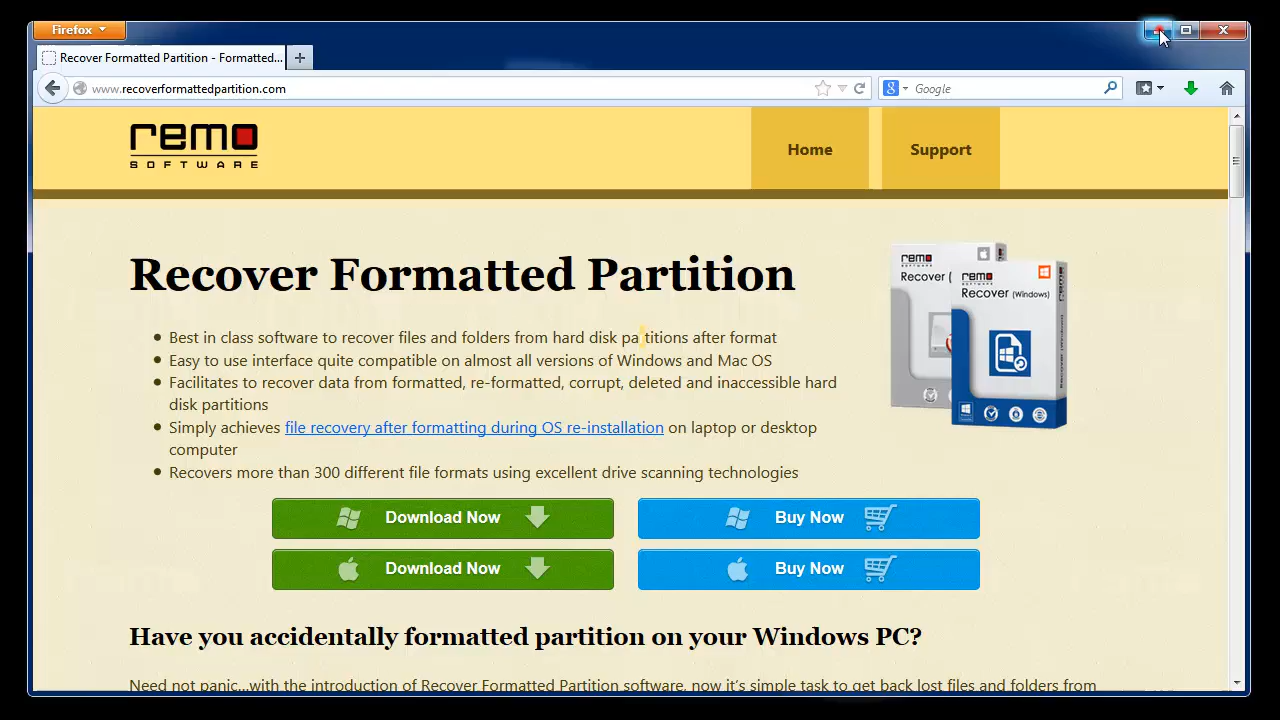 Firefox
Recover Formatted Partition - Formatted...
www.recoverformattedpartition.com
Google
remo
SOFTWARE
Home
Support
Recover Formatted Partition
Best in class software to recover files and folders from hard disk partitions after format
Easy to use interface quite compatible on almost all versions of Windows and Mac OS
Facilitates to recover data from formatted, re-formatted, corrupt, deleted and inaccessible hard
disk partitions
Simply achieves file recovery after formatting during OS re-installation on laptop or desktop
computer
Recovers more than 300 different file formats using excellent drive scanning technologies
remo
Recover
remo
Recover (Windows)
Download Now
Buy Now
Download Now
Buy Now
Have you accidentally formatted partition on your Windows PC?
Need not panic...with the introduction of Recover Formatted Partition software, now it's simple task to get back lost files and folders from